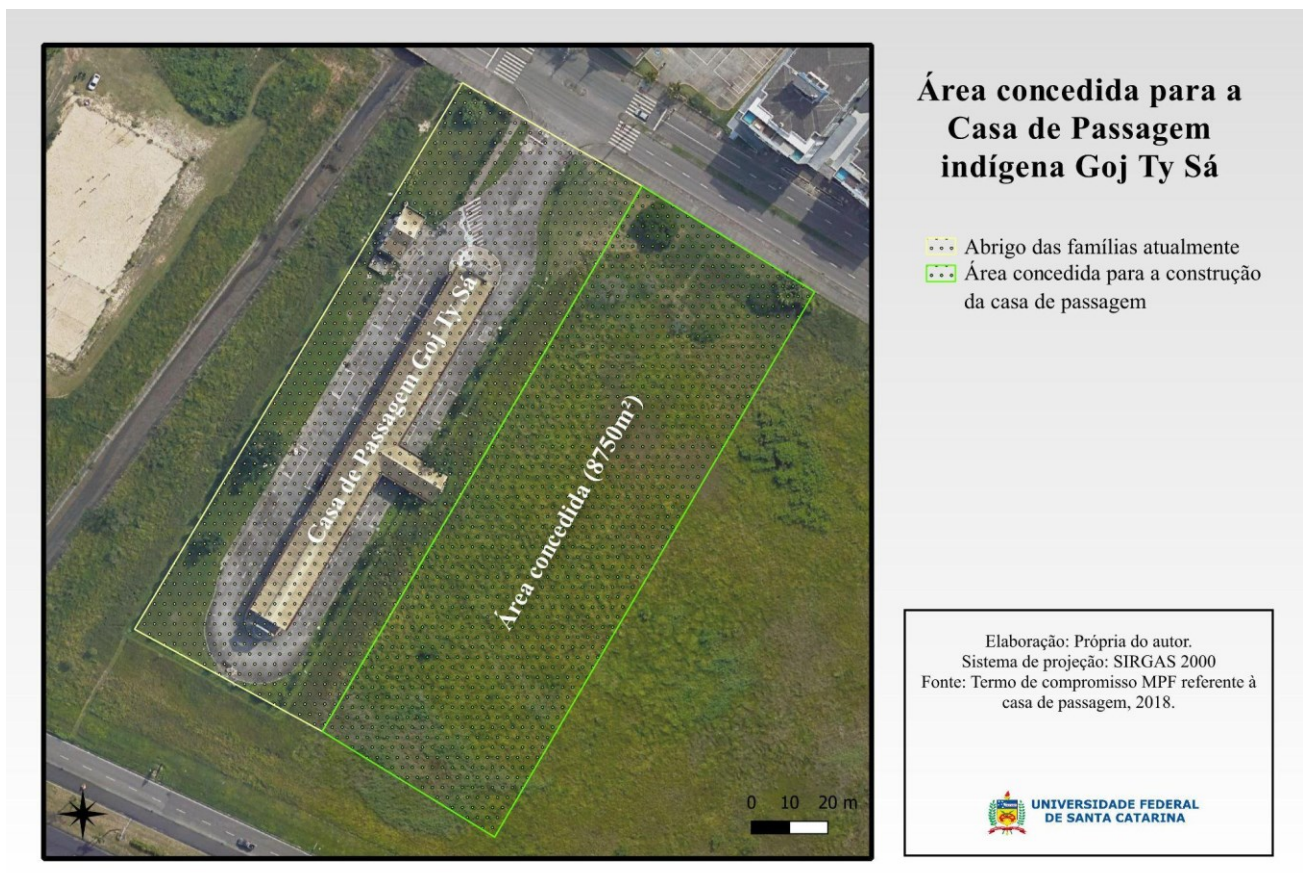 Área concedida para a
Casa de Passagem
indígena Goj Ty Sá
Abrigo das famílias atualmente
Área concedida para a construção
da casa de passagem
Casa de Passagem Goj Ty Sá
Área concedida (8750m²)
0 10 20 m
Elaboração: Própria do autor.
Sistema de projeção: SIRGAS 2000
Fonte: Termo de compromisso MPF referente à
casa de passagem, 2018.
UNIVERSIDADE FEDERAL
DE SANTA CATARINA